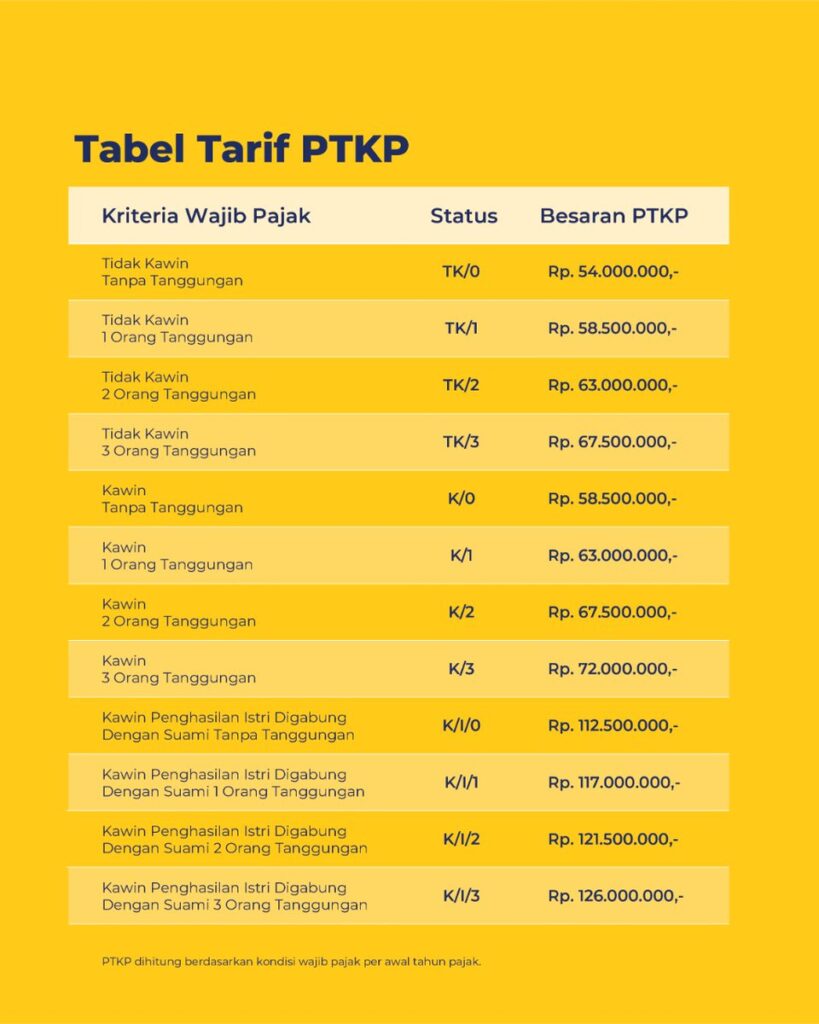 Tabel Tarif PTKP
Kriteria Wajib Pajak Status Besaran PTKP
Tidak Kawin
Tanpa Tanggungan
TK/0 Rp. 54.000.000,-
Tidak Kawin
1 Orang Tanggungan
TK/1 Rp. 58.500.000,-
Tidak Kawin
2 Orang Tanggungan
TK/2 Rp. 63.000.000,-
Tidak Kawin
3 Orang Tanggungan
TK/3 Rp. 67.500.000,-
Kawin
Tanpa Tanggungan
K/0 Rp. 58.500.000,-
Kawin
1 Orang Tanggungan
K/1 Rp. 63.000.000,-
Kawin
2 Orang Tanggungan
K/2 Rp. 67.500.000,-
Kawin
3 Orang Tanggungan
K/3 Rp. 72.000.000,-
Kawin Penghasilan Istri Digabung
Dengan Suami Tanpa Tanggungan
K/I/0 Rp. 112.500.000,-
Kawin Penghasilan Istri Digabung
Dengan Suami 1 Orang Tanggungan
K/I/1 Rp. 117.000.000,-
Kawin Penghasilan Istri Digabung
Dengan Suami 2 Orang Tanggungan
K/I/2 Rp. 121.500.000,-
Kawin Penghasilan Istri Digabung
Dengan Suami 3 Orang Tanggungan
K/I/3 Rp. 126.000.000,-
PTKP dihitung berdasarkan kondisi wajib pajak per awal tahun pajak.